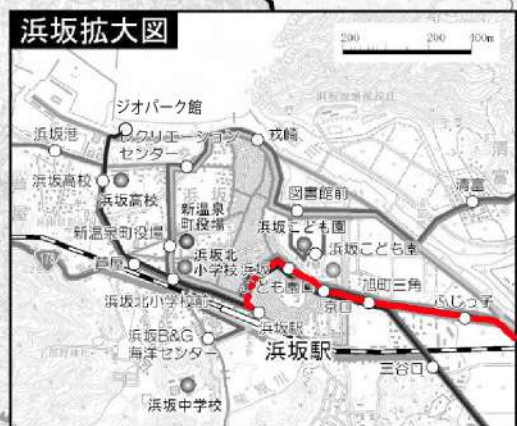 浜坂拡大図
200 200 400m
ジオパーク館
浜坂港
レクリエーション
センター
戎崎
浜坂高校
浜坂高校
図書館前
清富
新温泉
町役場
新温泉町役場
浜坂こども園
浜坂こども園
浜坂北
小学校
浜坂
こども園口
芦屋
178
浜坂北小学校前
京口
旭町三角
ふじっ子
浜坂駅
浜坂駅
浜坂B&G
海洋センター
三谷口
浜坂中学校